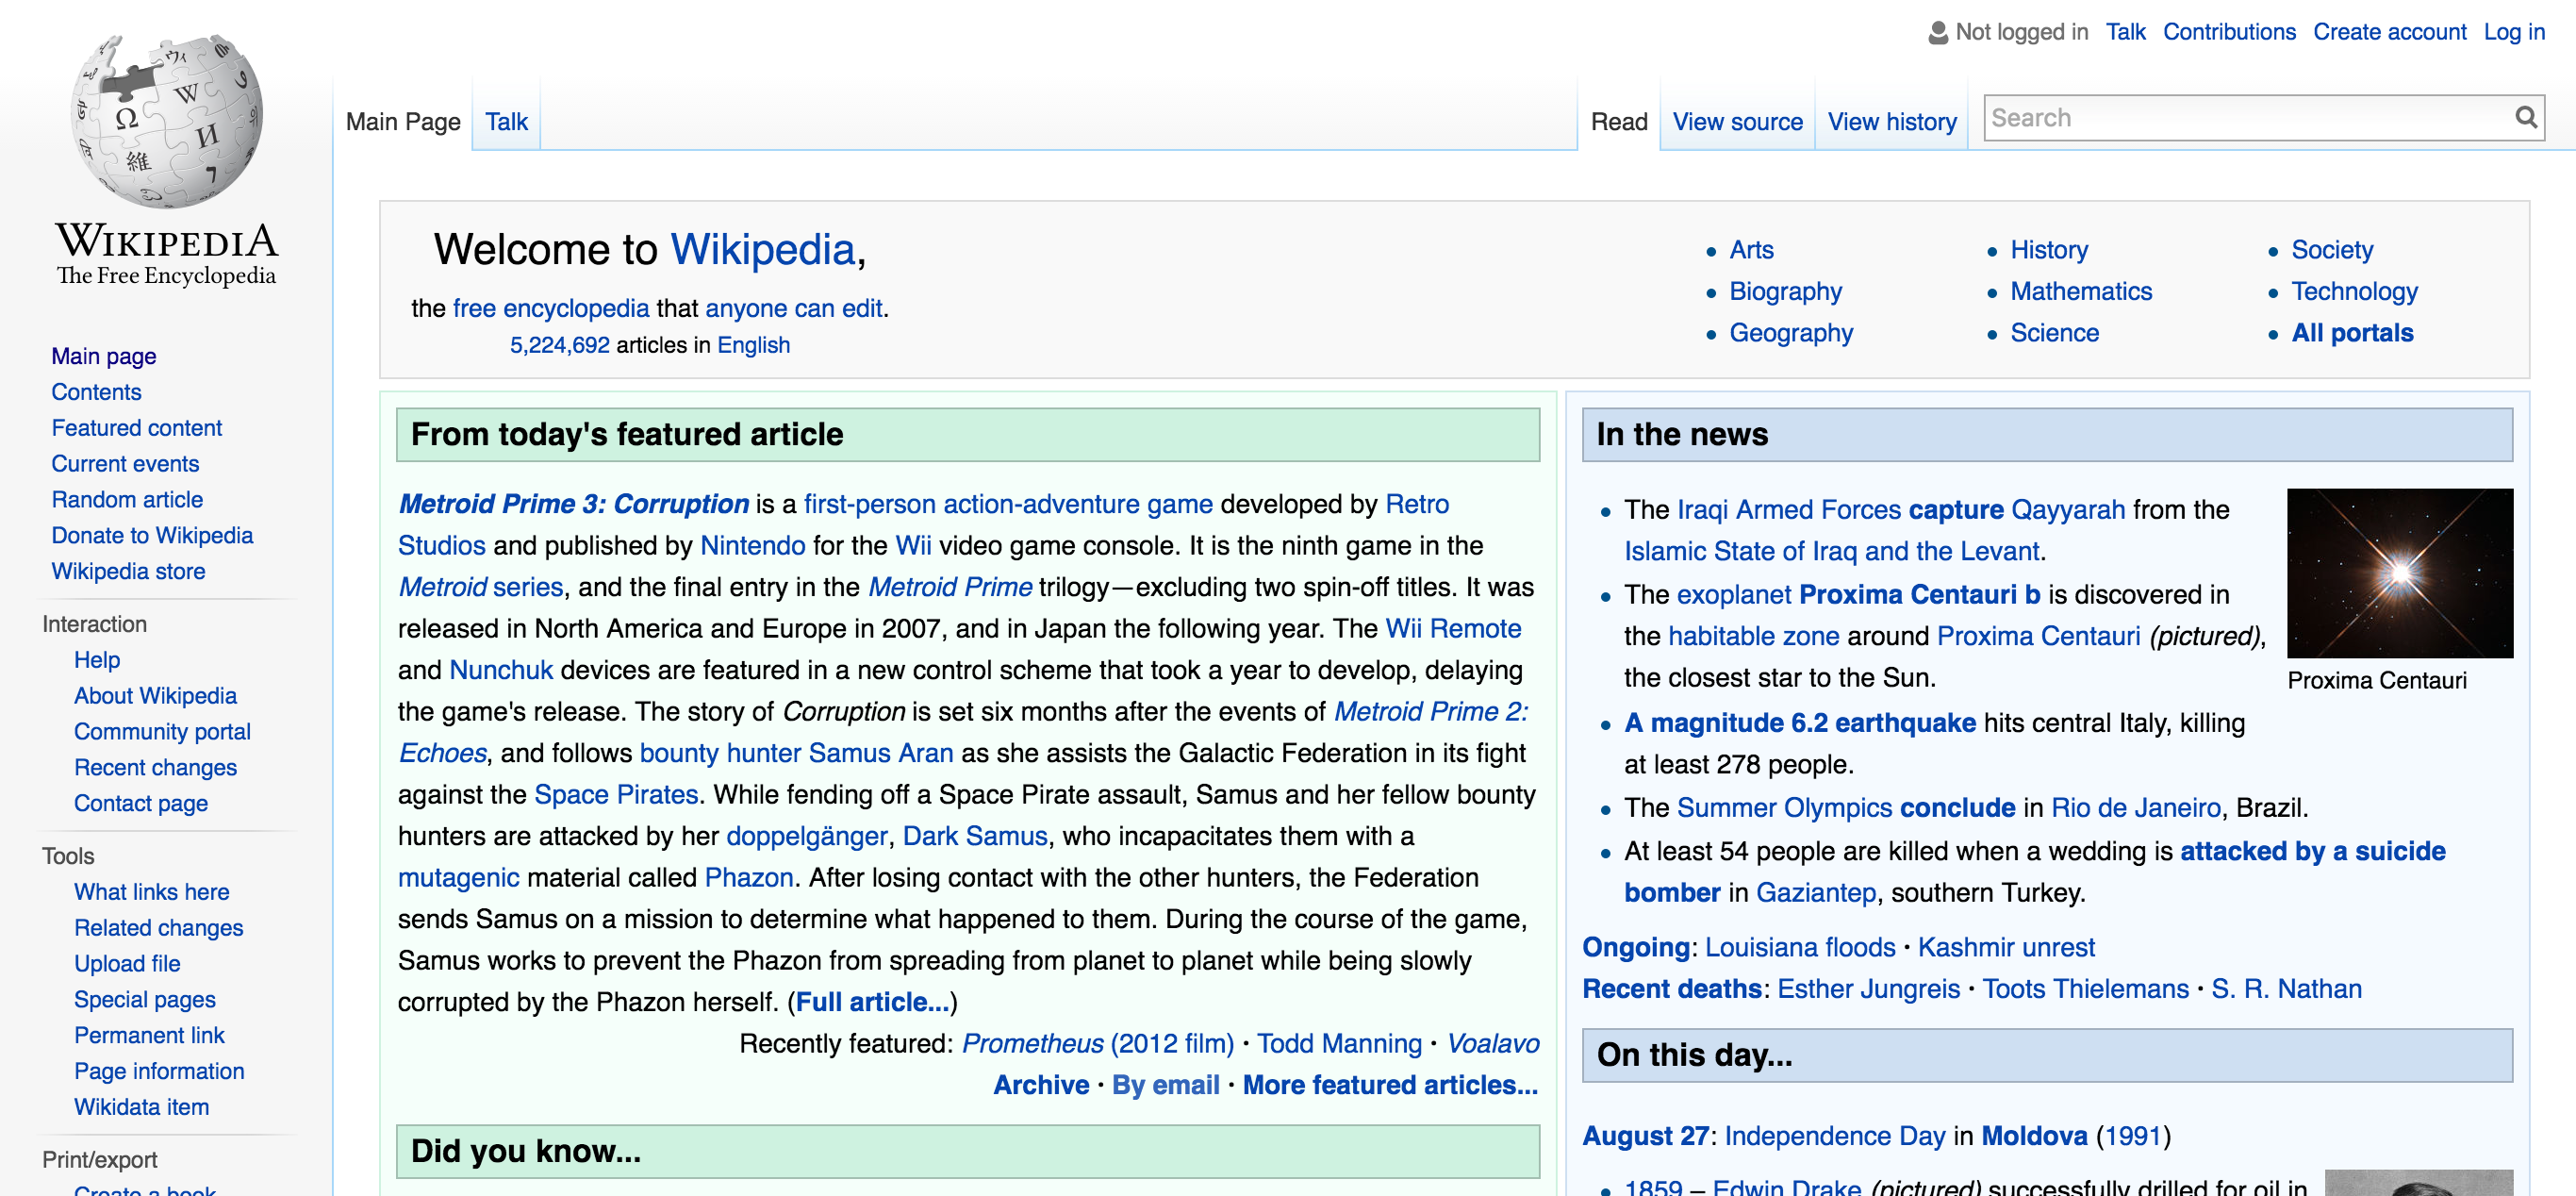 Not logged in Talk Contributions Create account Log in
Main Page Talk Read View source View history Search
WIKIPEDIA
The Free Encyclopedia
Main page
Contents
Featured content
Current events
Random article
Donate to Wikipedia
Wikipedia store
Interaction
Help
About Wikipedia
Community portal
Recent changes
Contact page
Tools
What links here
Related changes
Upload file
Special pages
Permanent link
Page information
Wikidata item
Print/export
Create a book
Welcome to Wikipedia,
the free encyclopedia that anyone can edit.
5,224,692 articles in English
Arts
Biography
Geography
History
Mathematics
Science
Society
Technology
All portals
From today's featured article
Metroid Prime 3: Corruption is a first-person action-adventure game developed by Retro
Studios and published by Nintendo for the Wii video game console. It is the ninth game in the
Metroid series, and the final entry in the Metroid Prime trilogy—excluding two spin-off titles. It was
released in North America and Europe in 2007, and in Japan the following year. The Wii Remote
and Nunchuk devices are featured in a new control scheme that took a year to develop, delaying
the game's release. The story of Corruption is set six months after the events of Metroid Prime 2:
Echoes, and follows bounty hunter Samus Aran as she assists the Galactic Federation in its fight
against the Space Pirates. While fending off a Space Pirate assault, Samus and her fellow bounty
hunters are attacked by her doppelgänger, Dark Samus, who incapacitates them with a
mutagenic material called Phazon. After losing contact with the other hunters, the Federation
sends Samus on a mission to determine what happened to them. During the course of the game,
Samus works to prevent the Phazon from spreading from planet to planet while being slowly
corrupted by the Phazon herself. (Full article...)
Recently featured: Prometheus (2012 film) · Todd Manning · Voalavo
Archive · By email · More featured articles...
Did you know...
In the news
The Iraqi Armed Forces capture Qayyarah from the
Islamic State of Iraq and the Levant.
The exoplanet Proxima Centauri b is discovered in
the habitable zone around Proxima Centauri (pictured),
the closest star to the Sun.
Proxima Centauri
A magnitude 6.2 earthquake hits central Italy, killing
at least 278 people.
The Summer Olympics conclude in Rio de Janeiro, Brazil.
At least 54 people are killed when a wedding is attacked by a suicide
bomber in Gaziantep, southern Turkey.
Ongoing: Louisiana floods · Kashmir unrest
Recent deaths: Esther Jungreis · Toots Thielemans · S. R. Nathan
On this day...
August 27: Independence Day in Moldova (1991)
1859 – Edwin Drake (pictured) successfully drilled for oil in